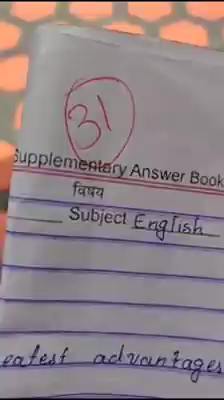 31
Supplementary Answer Book
विषय
Subject English
eatest advantages